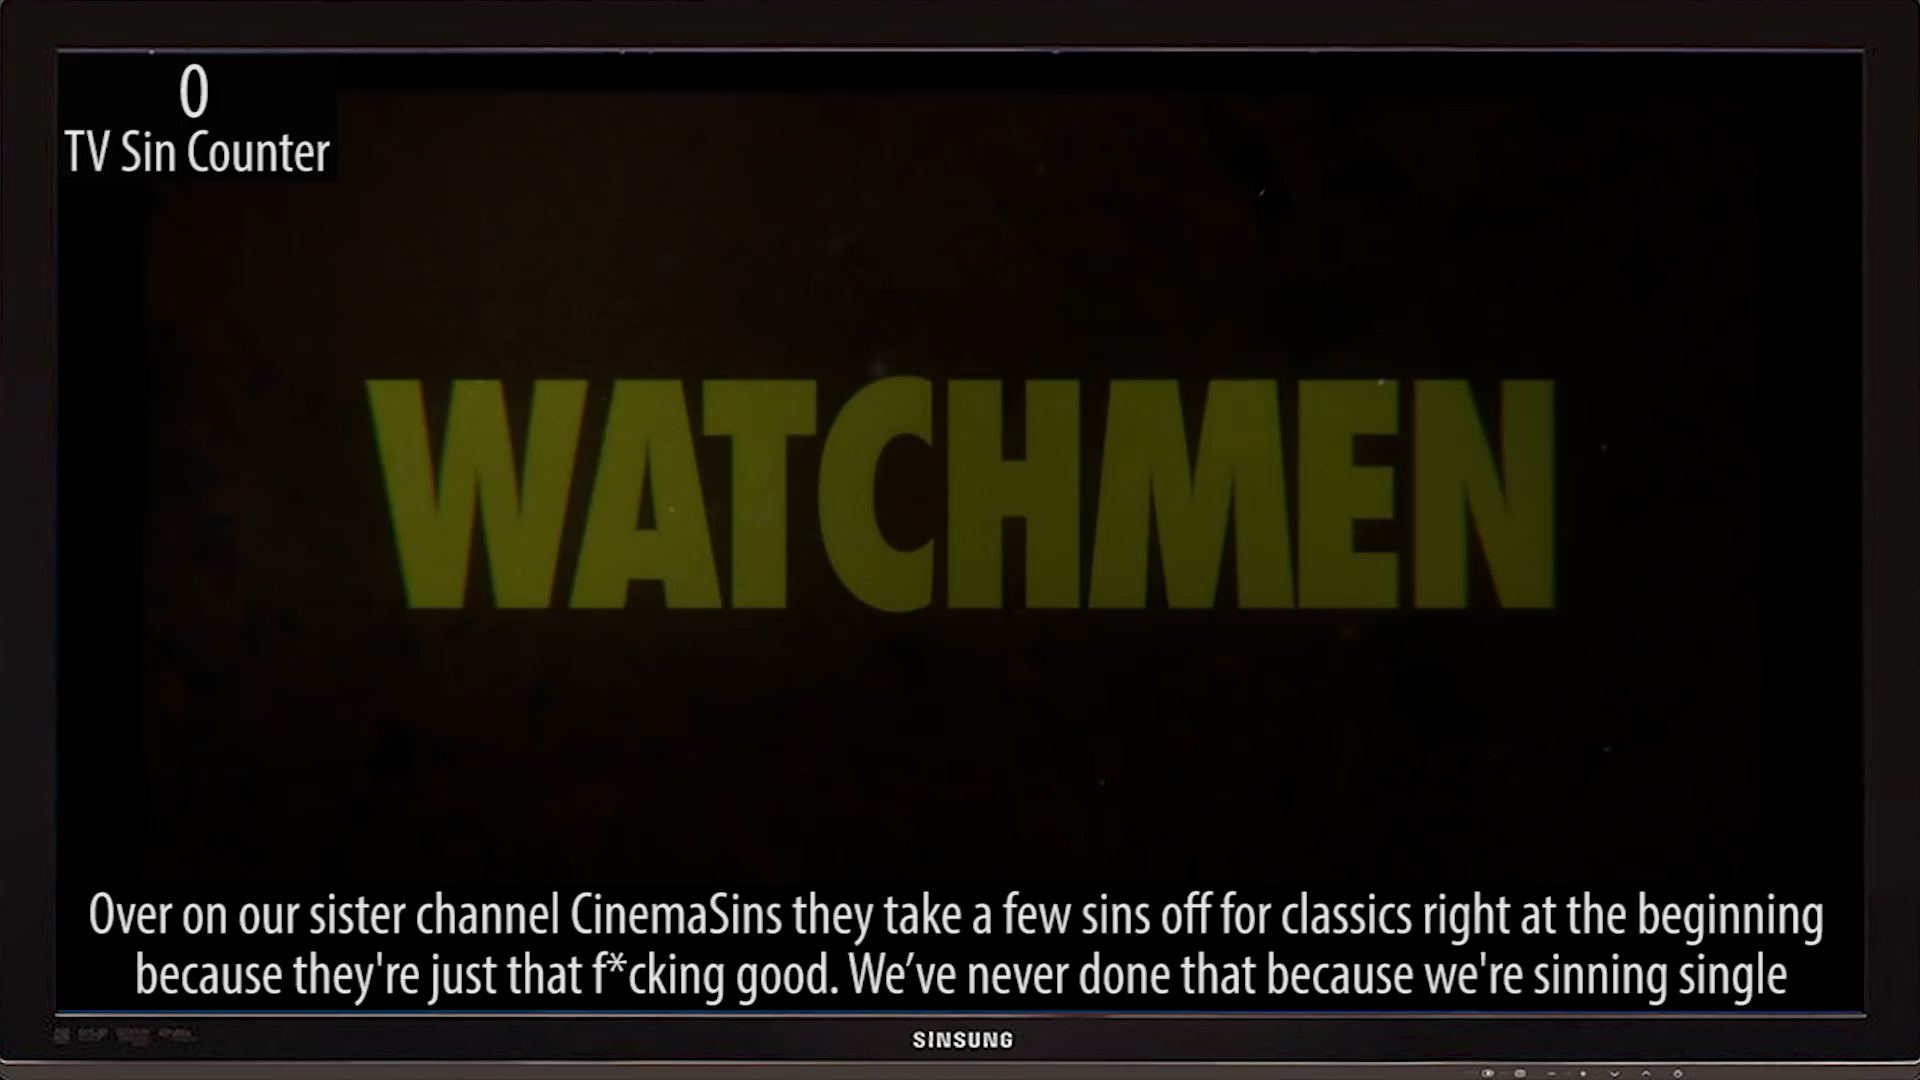 0
TV Sin Counter
WATCHMEN
Over on our sister channel CinemaSins they take a few sins off for classics right at the beginning
because they're just that f*cking good. We’ve never done that because we're sinning single
SINSUNG